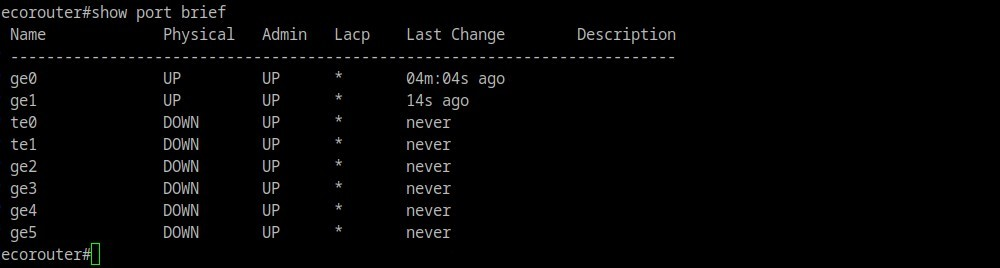 ecorouter#show port brief
Name Physical Admin Lacp Last Change Description
---------------------------------------------------------------------------
ge0 UP UP * 04m:04s ago
ge1 UP UP * 14s ago
te0 DOWN UP * never
te1 DOWN UP * never
ge2 DOWN UP * never
ge3 DOWN UP * never
ge4 DOWN UP * never
ge5 DOWN UP * never
ecorouter#